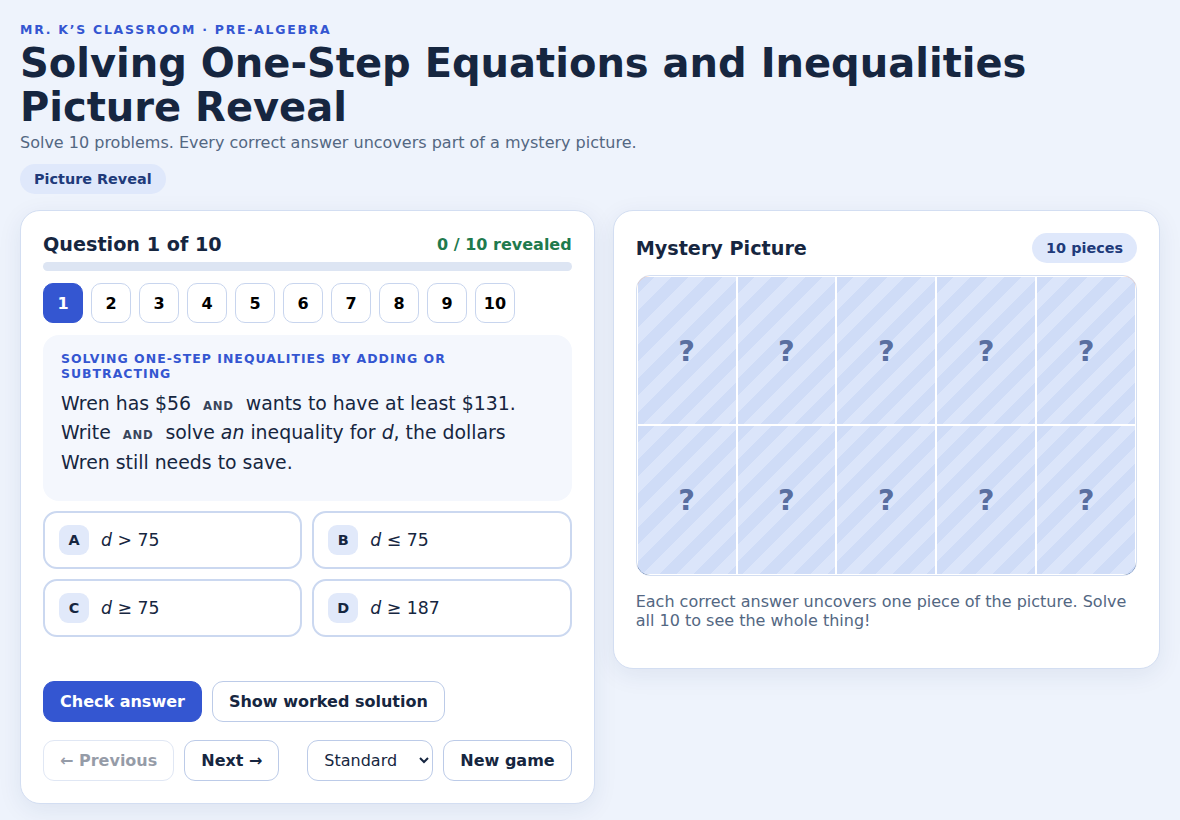 MR. K’S CLASSROOM · PRE-ALGEBRA
Solving One-Step Equations and Inequalities
Picture Reveal
Solve 10 problems. Every correct answer uncovers part of a mystery picture.
Picture Reveal
Question 1 of 10
0 / 10 revealed
1 2 3 4 5 6 7 8 9 10
SOLVING ONE-STEP INEQUALITIES BY ADDING OR
SUBTRACTING
Wren has $56 AND wants to have at least $131.
Write AND solve an inequality for d, the dollars
Wren still needs to save.
A d > 75
B d ≤ 75
C d ≥ 75
D d ≥ 187
Check answer
Show worked solution
← Previous
Next →
Standard
New game
Mystery Picture
10 pieces
? ? ? ? ?
? ? ? ? ?
Each correct answer uncovers one piece of the picture. Solve
all 10 to see the whole thing!